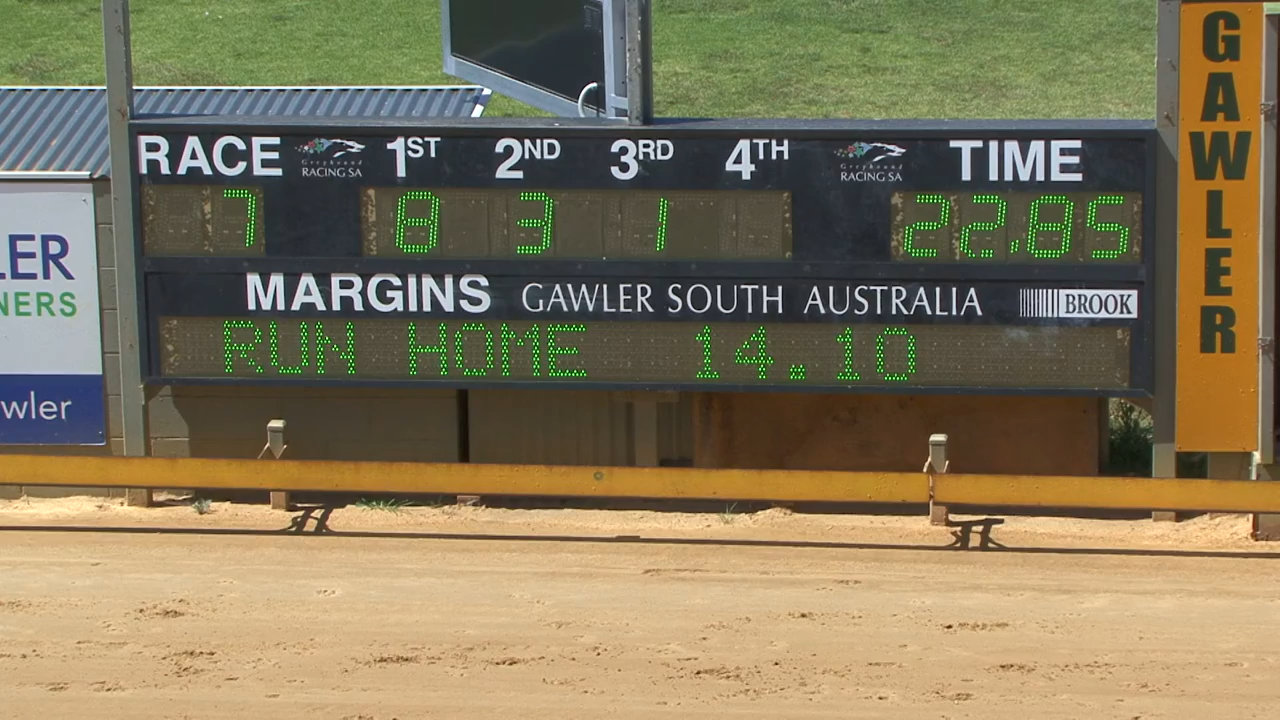 RACE Greyhound RACING SA 1ST 2ND 3RD 4TH Greyhound RACING SA TIME
7 8 3 1 22.85
MARGINS GAWLER SOUTH AUSTRALIA BROOK
RUN HOME 14.10
GAWLER
LER
NERS
wler